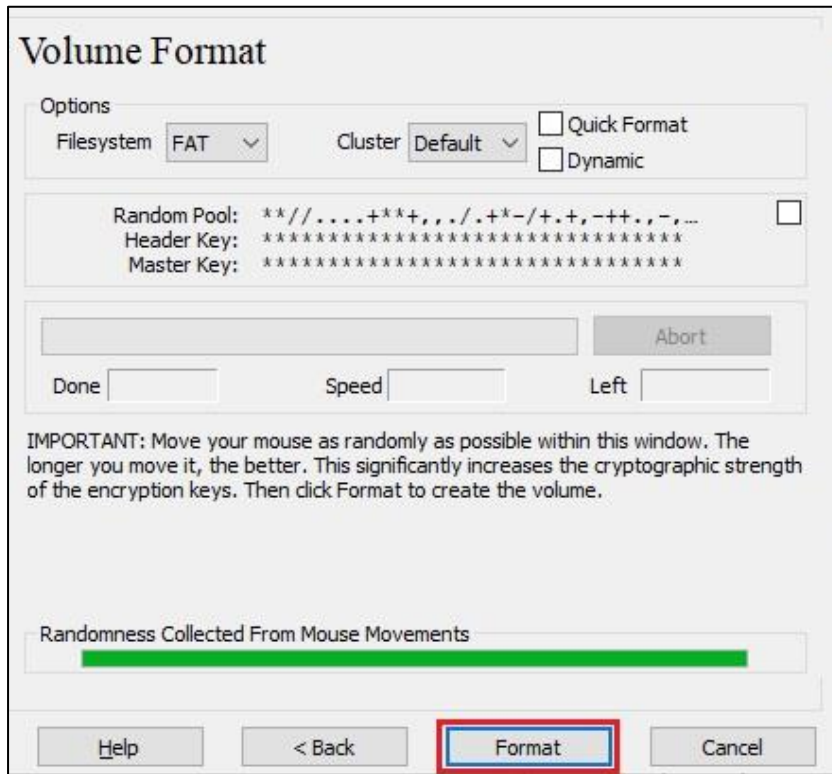 Volume Format
Options
Filesystem FAT Cluster Default Quick Format
Dynamic
Random Pool: **//....+**+,,./.+*-/+.+,-++.,-,…
Header Key: ********************************
Master Key: ********************************
Abort
Done Speed Left
IMPORTANT: Move your mouse as randomly as possible within this window. The
longer you move it, the better. This significantly increases the cryptographic strength
of the encryption keys. Then click Format to create the volume.
Randomness Collected From Mouse Movements
Help < Back Format Cancel